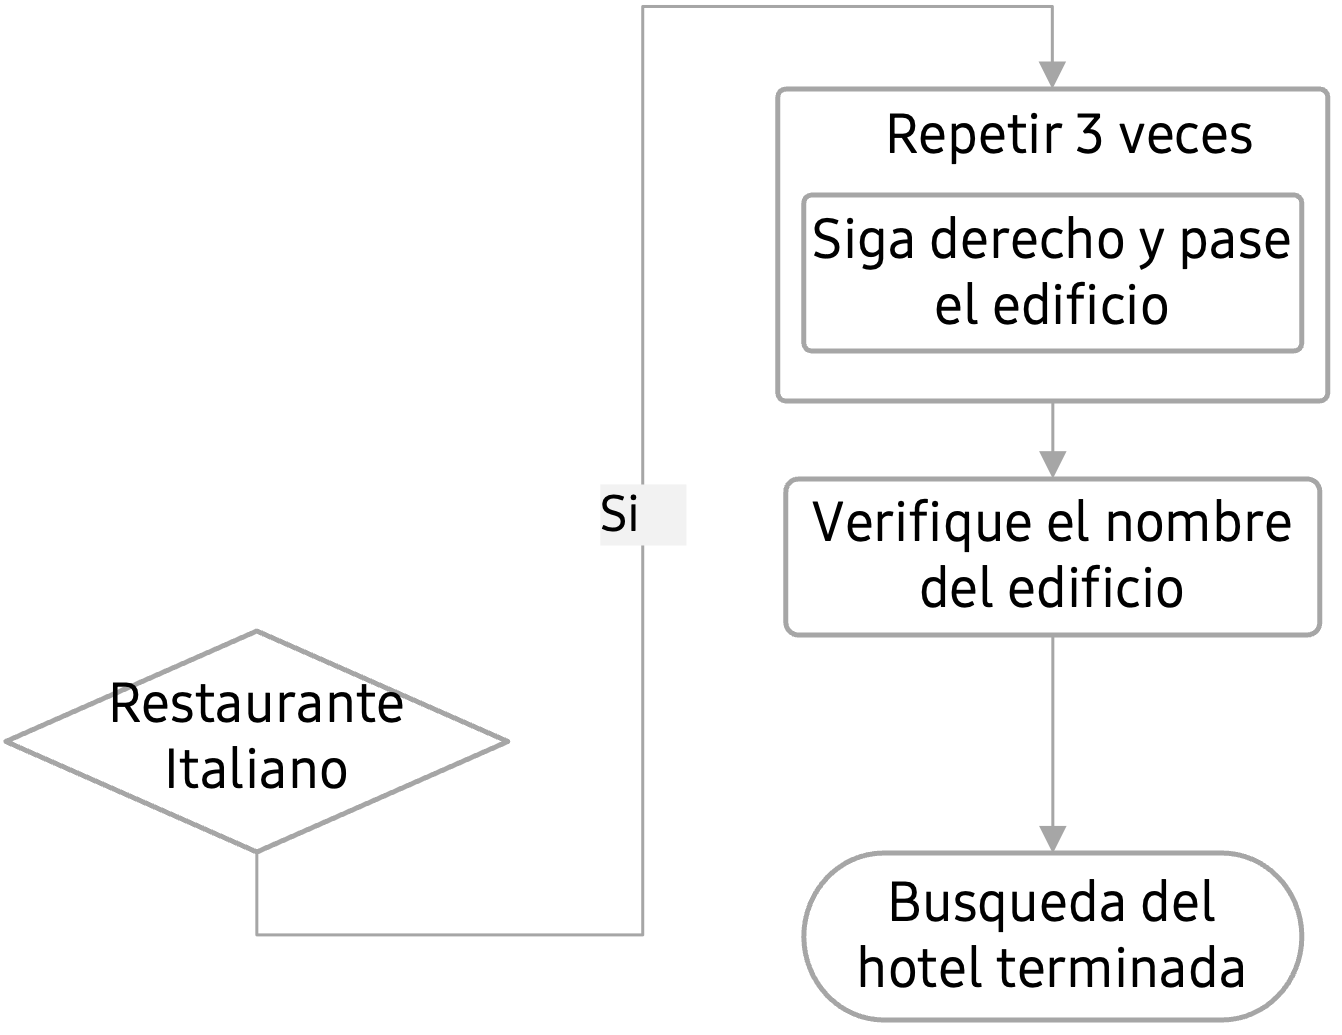 Restaurante
Italiano
Si
Repetir 3 veces
Siga derecho y pase
el edificio
Verifique el nombre
del edificio
Busqueda del
hotel terminada